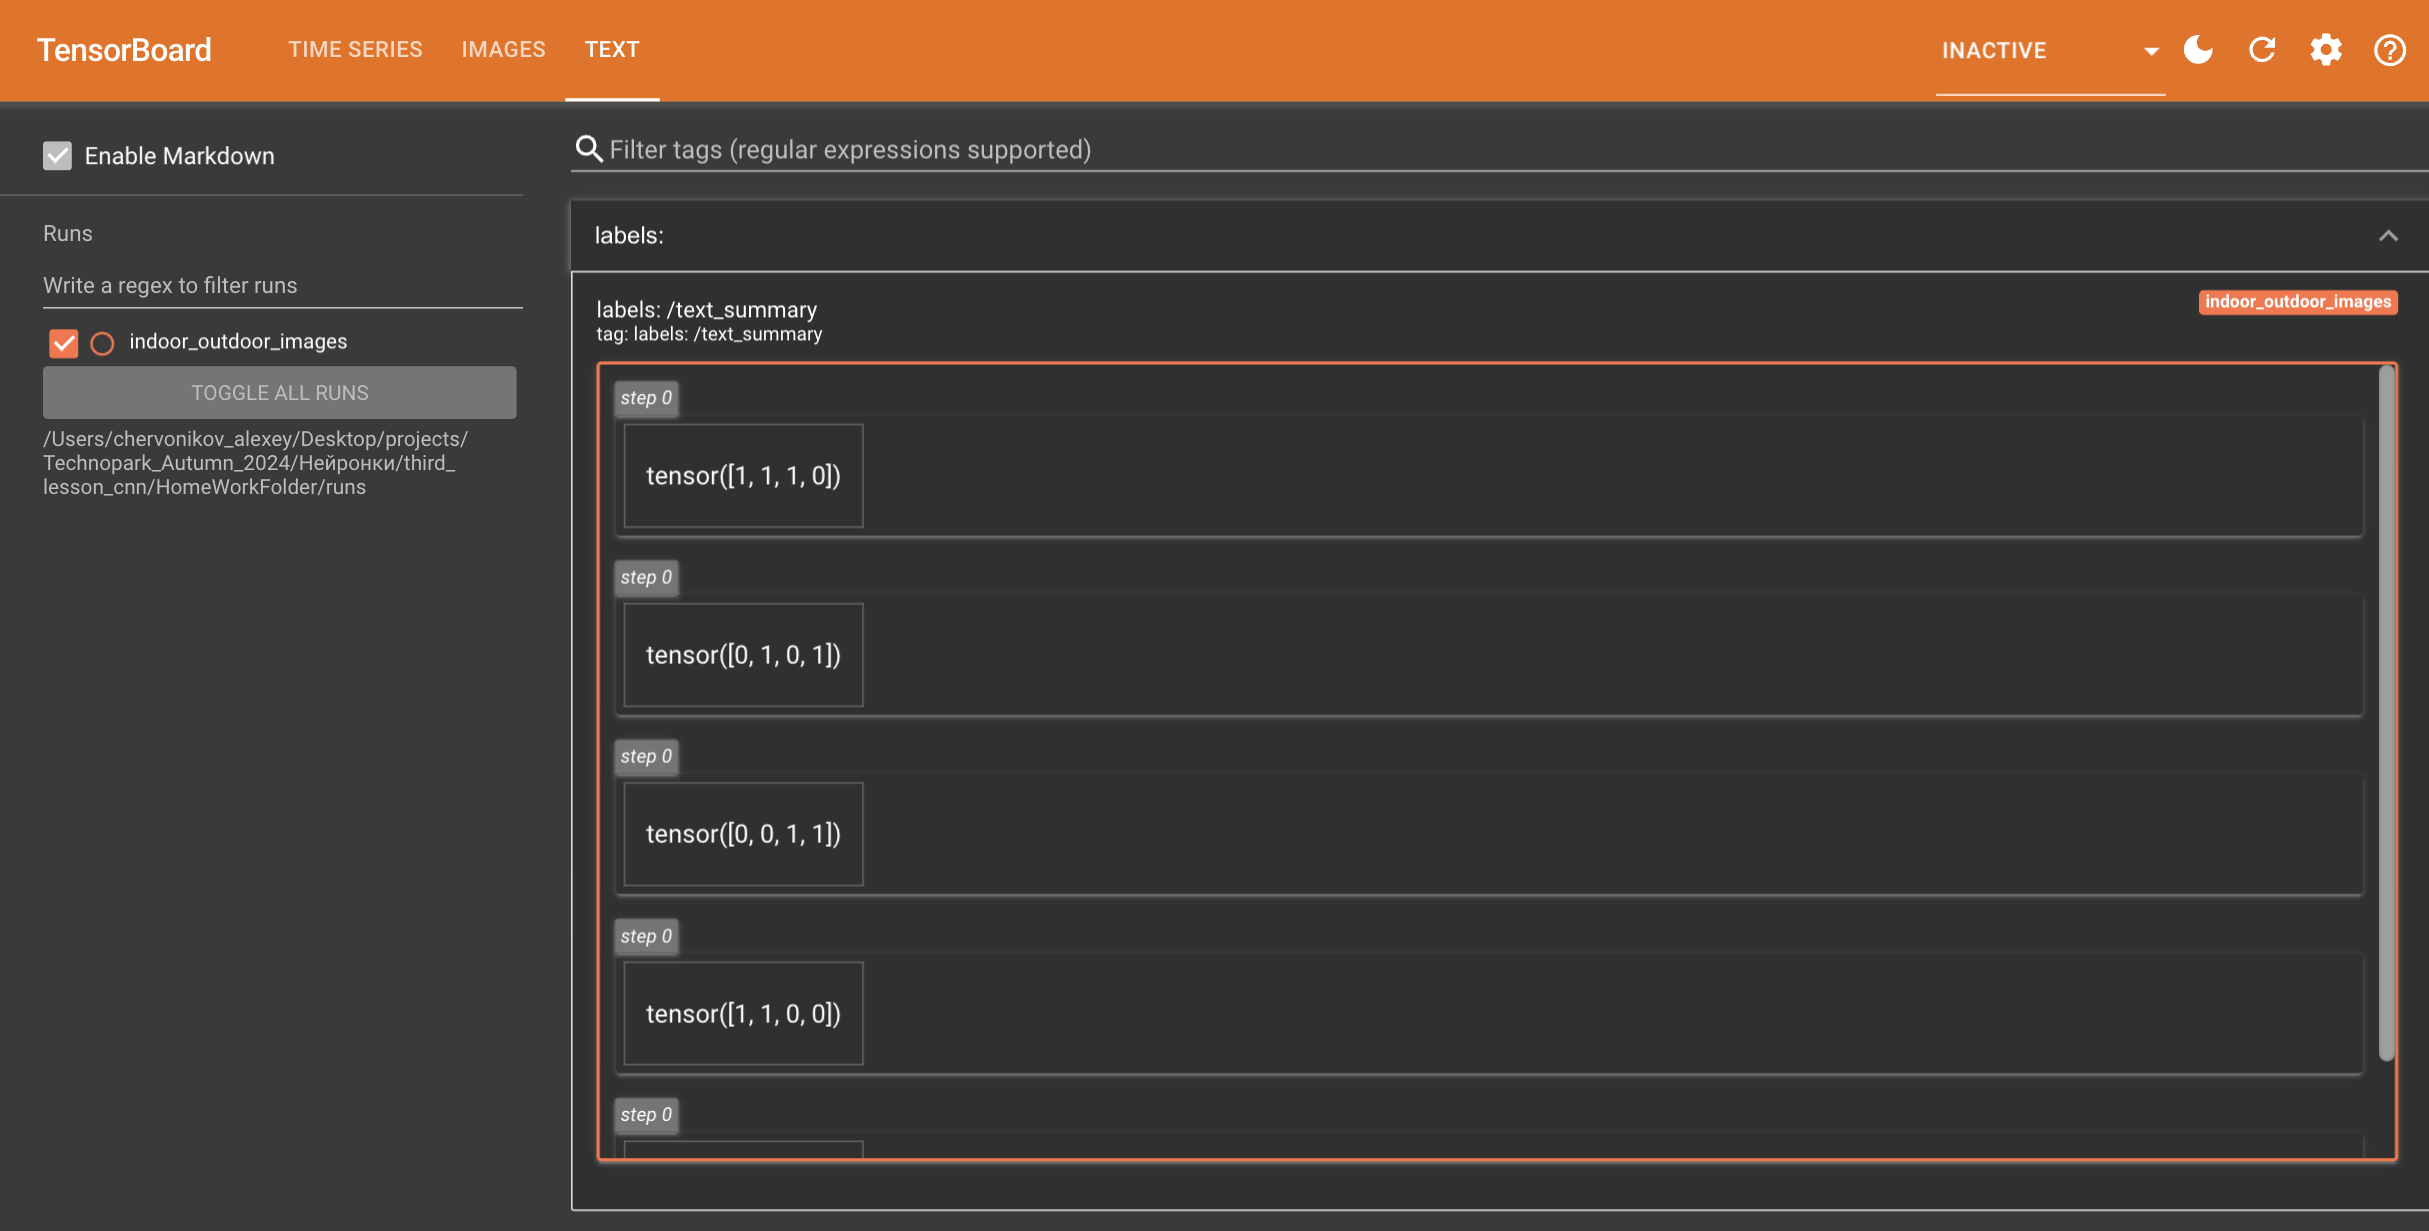 TensorBoard
TIME SERIES
IMAGES
TEXT
INACTIVE
Enable Markdown
Runs
Write a regex to filter runs
indoor_outdoor_images
TOGGLE ALL RUNS
/Users/chervonikov_alexey/Desktop/projects/
Technopark_Autumn_2024/Нейронки/third_
lesson_cnn/HomeWorkFolder/runs
Filter tags (regular expressions supported)
labels:
labels: /text_summary
tag: labels: /text_summary
indoor_outdoor_images
step 0
tensor([1, 1, 1, 0])
step 0
tensor([0, 1, 0, 1])
step 0
tensor([0, 0, 1, 1])
step 0
tensor([1, 1, 0, 0])
step 0